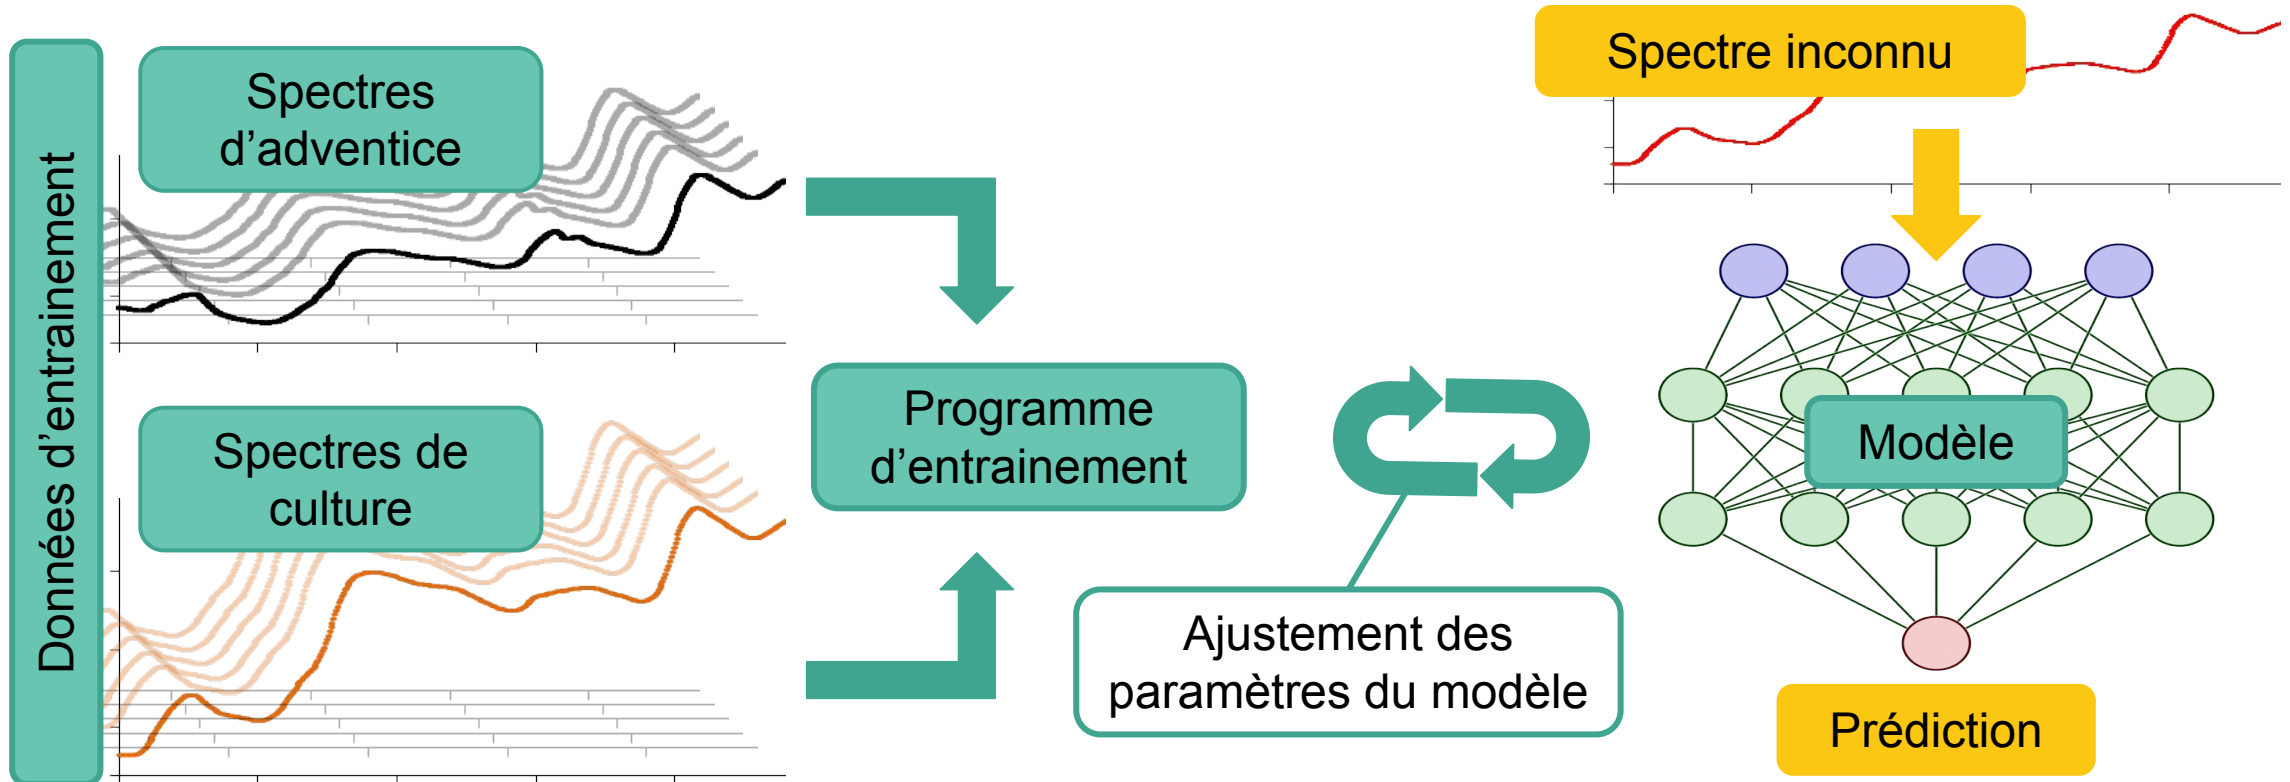 Données d’entrainement
Spectres
d’adventice
Spectres de
culture
Programme
d’entrainement
Ajustement des
paramètres du modèle
Spectre inconnu
Modèle
Prédiction